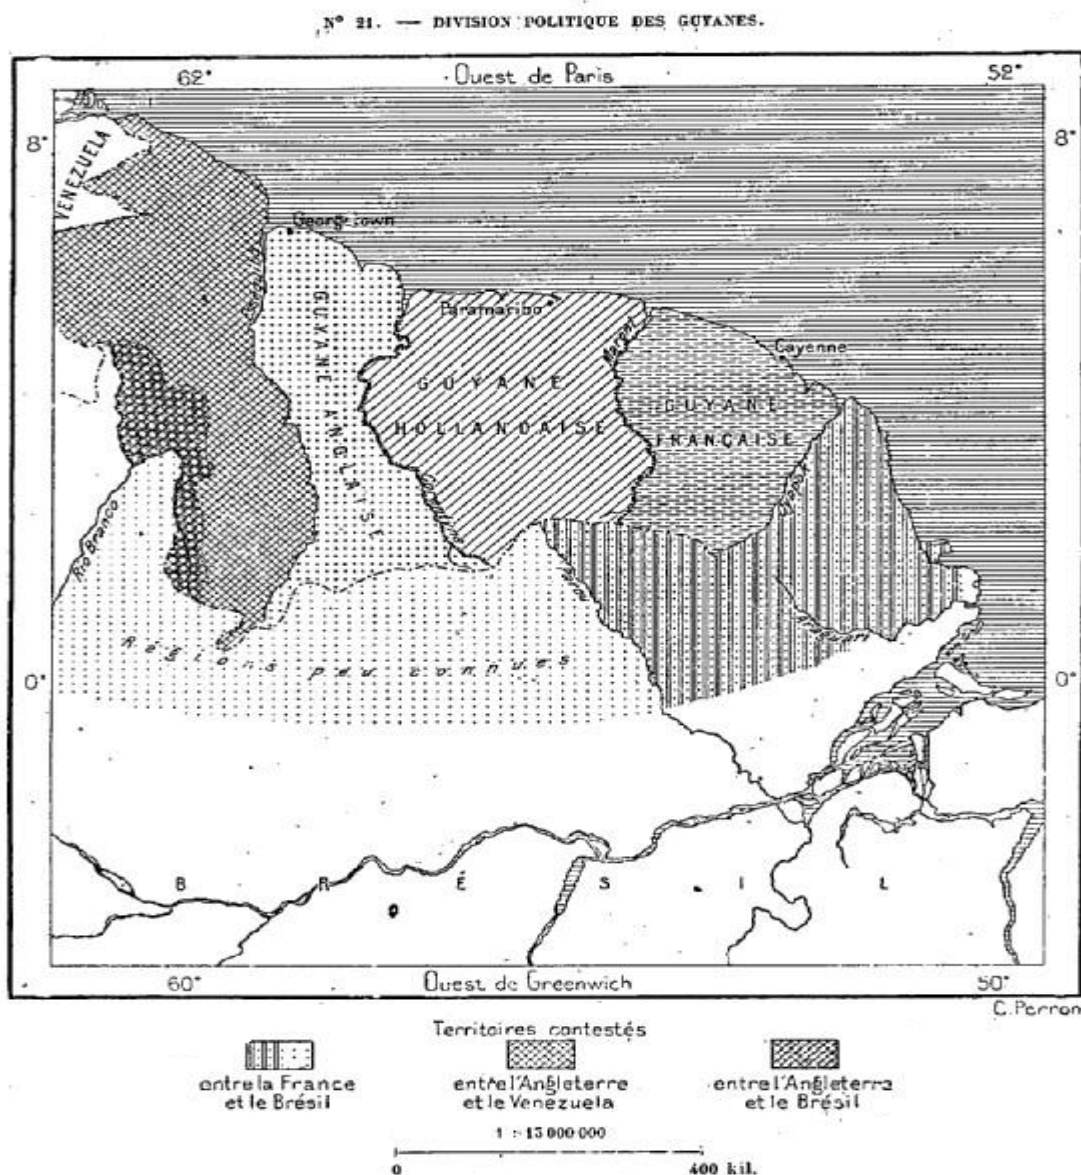 N° 21. — DIVISION POLITIQUE DES GUYANES.
62° Ouest de Paris 52°
8° 8°
VENEZUELA
Georgetown
Paramaribo
Cayenne
GUYANE ANGLAISE
GUYANE HOLLANDAISE
GUYANE FRANÇAISE
Rio Branco
Régions peu connues
0° 0°
BRÉSIL
60° Ouest de Greenwich 50°
C. Perron
Territoires contestés
entre la France et le Brésil
entre l'Angleterre et le Venezuela
entre l'Angleterre et le Brésil
1 : 13 000 000
0 400 kil.